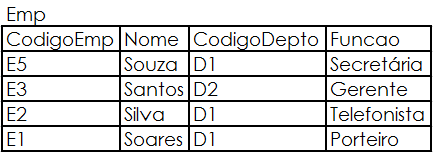 Emp
CodigoEmp Nome CodigoDepto Funcao
E5 Souza D1 Secretária
E3 Santos D2 Gerente
E2 Silva D1 Telefonista
E1 Soares D1 Porteiro